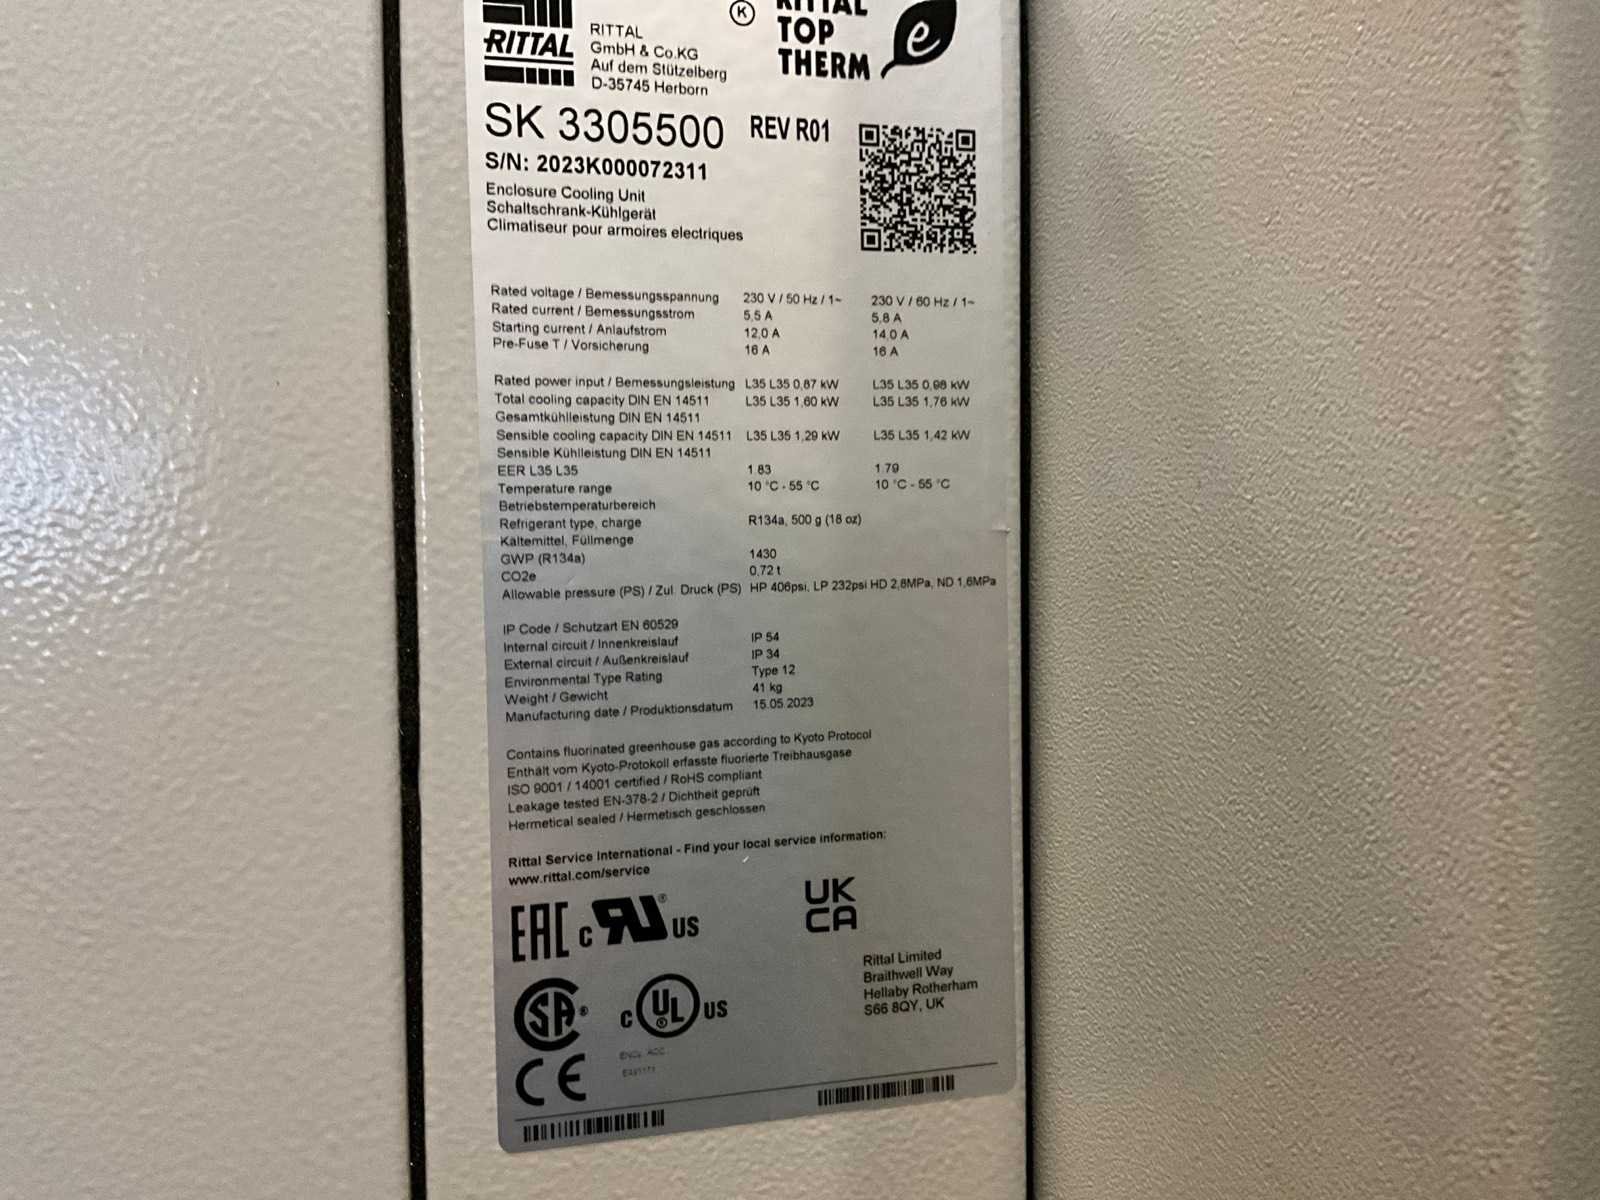 RITTAL
RITTAL
GmbH & Co.KG
Auf dem Stützelberg
D-35745 Herborn
K
RITTAL
TOP
THERM
e
SK 3305500 REV R01
S/N: 2023K000072311
Enclosure Cooling Unit
Schaltschrank-Kühlgerät
Climatiseur pour armoires electriques
Rated voltage / Bemessungsspannung 230 V / 50 Hz / 1~ 230 V / 60 Hz / 1~
Rated current / Bemessungsstrom 5,5 A 5,8 A
Starting current / Anlaufstrom 12,0 A 14,0 A
Pre-Fuse T / Vorsicherung 16 A 16 A
Rated power input / Bemessungsleistung L35 L35 0,87 kW L35 L35 0,98 kW
Total cooling capacity DIN EN 14511 L35 L35 1,60 kW L35 L35 1,76 kW
Gesamtkühlleistung DIN EN 14511
Sensible cooling capacity DIN EN 14511 L35 L35 1,29 kW L35 L35 1,42 kW
Sensible Kühlleistung DIN EN 14511
EER L35 L35 1.83 1.79
Temperature range 10 °C - 55 °C 10 °C - 55 °C
Betriebstemperaturbereich
Refrigerant type, charge R134a, 500 g (18 oz)
Kältemittel, Füllmenge
GWP (R134a) 1430
CO2e 0,72 t
Allowable pressure (PS) / Zul. Druck (PS) HP 406psi, LP 232psi HD 2,8MPa, ND 1,6MPa
IP Code / Schutzart EN 60529
Internal circuit / Innenkreislauf IP 54
External circuit / Außenkreislauf IP 34
Environmental Type Rating Type 12
Weight / Gewicht 41 kg
Manufacturing date / Produktionsdatum 15.05.2023
Contains fluorinated greenhouse gas according to Kyoto Protocol
Enthält vom Kyoto-Protokoll erfasste fluorierte Treibhausgase
ISO 9001 / 14001 certified / RoHS compliant
Leakage tested EN-378-2 / Dichtheit geprüft
Hermetical sealed / Hermetisch geschlossen
Rittal Service International - Find your local service information:
www.rittal.com/service
EAC c RU ® US
UK
CA
Rittal Limited
Braithwell Way
Hellaby Rotherham
S66 8QY, UK
SA ® c UL ® US
CE
ENCL ACC